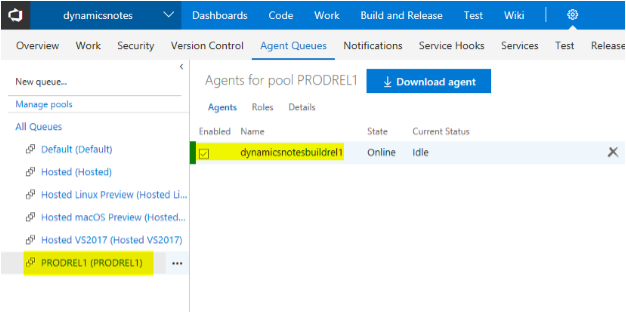 dynamicsnotes Dashboards Code Work Build and Release Test Wiki
Overview Work Security Version Control Agent Queues Notifications Service Hooks Services Test Release
New queue...
Manage pools
All Queues
Default (Default)
Hosted (Hosted)
Hosted Linux Preview (Hosted Li...
Hosted macOS Preview (Hosted...
Hosted VS2017 (Hosted VS2017)
PRODREL1 (PRODREL1) ...
Agents for pool PRODREL1 Download agent
Agents Roles Details
Enabled Name State Current Status
dynamicsnotesbuildrel1 Online Idle